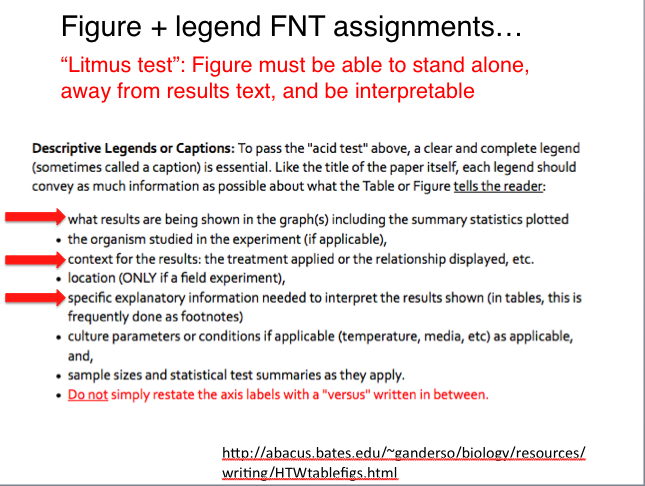 Figure + legend FNT assignments…
“Litmus test”: Figure must be able to stand alone,
away from results text, and be interpretable
Descriptive Legends or Captions: To pass the "acid test" above, a clear and complete legend
(sometimes called a caption) is essential. Like the title of the paper itself, each legend should
convey as much information as possible about what the Table or Figure tells the reader:
what results are being shown in the graph(s) including the summary statistics plotted
• the organism studied in the experiment (if applicable),
context for the results: the treatment applied or the relationship displayed, etc.
• location (ONLY if a field experiment),
specific explanatory information needed to interpret the results shown (in tables, this is
frequently done as footnotes)
• culture parameters or conditions if applicable (temperature, media, etc) as applicable,
and,
• sample sizes and statistical test summaries as they apply.
• Do not simply restate the axis labels with a "versus" written in between.
http://abacus.bates.edu/~ganderso/biology/resources/
writing/HTWtablefigs.html